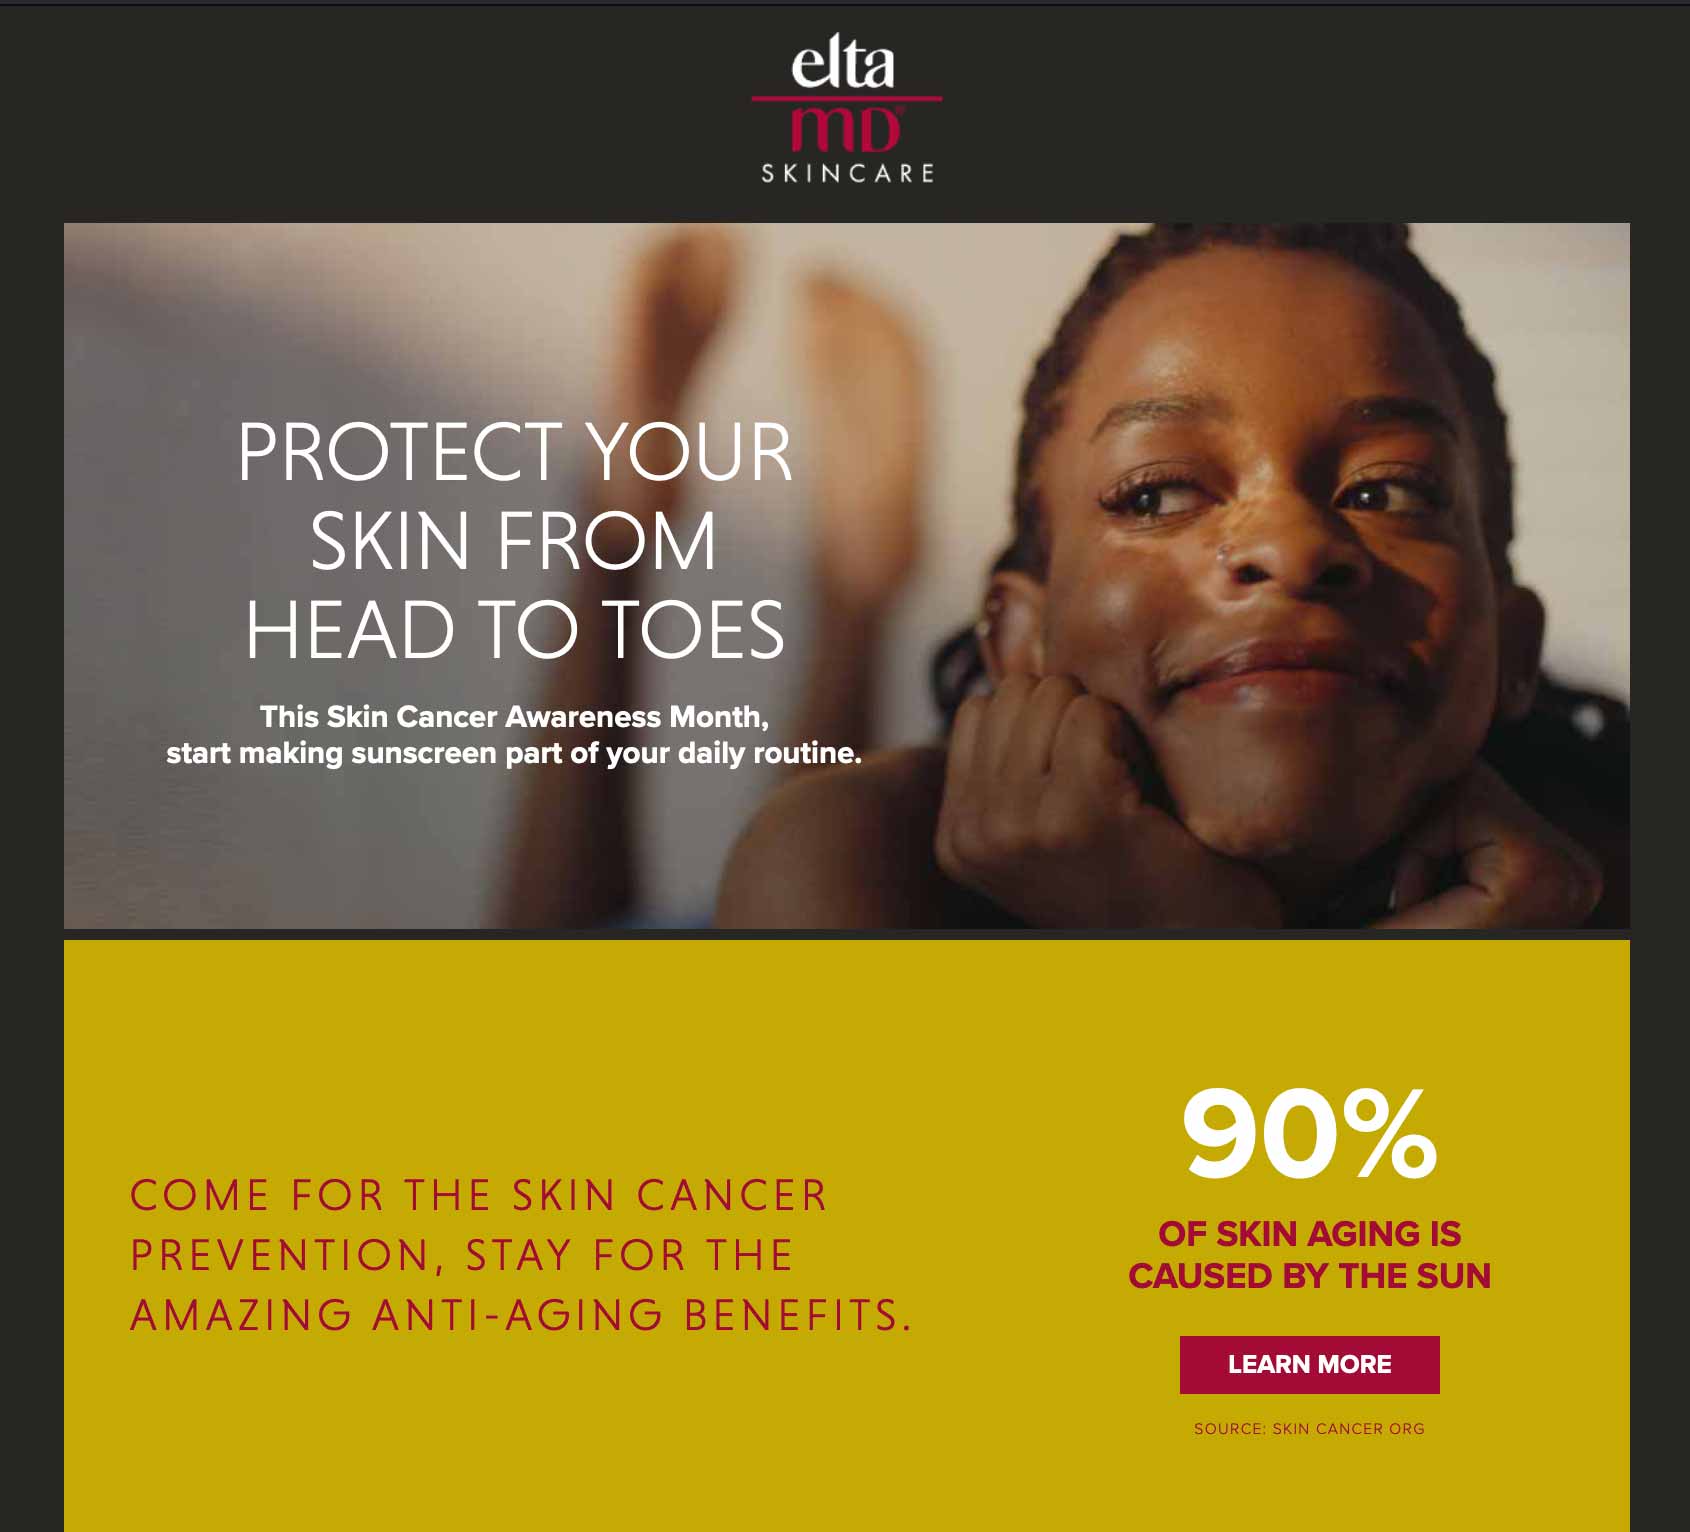 elta
MD®
SKINCARE
PROTECT YOUR
SKIN FROM
HEAD TO TOES
This Skin Cancer Awareness Month,
start making sunscreen part of your daily routine.
COME FOR THE SKIN CANCER
PREVENTION, STAY FOR THE
AMAZING ANTI-AGING BENEFITS.
90%
OF SKIN AGING IS
CAUSED BY THE SUN
LEARN MORE
SOURCE: SKIN CANCER ORG